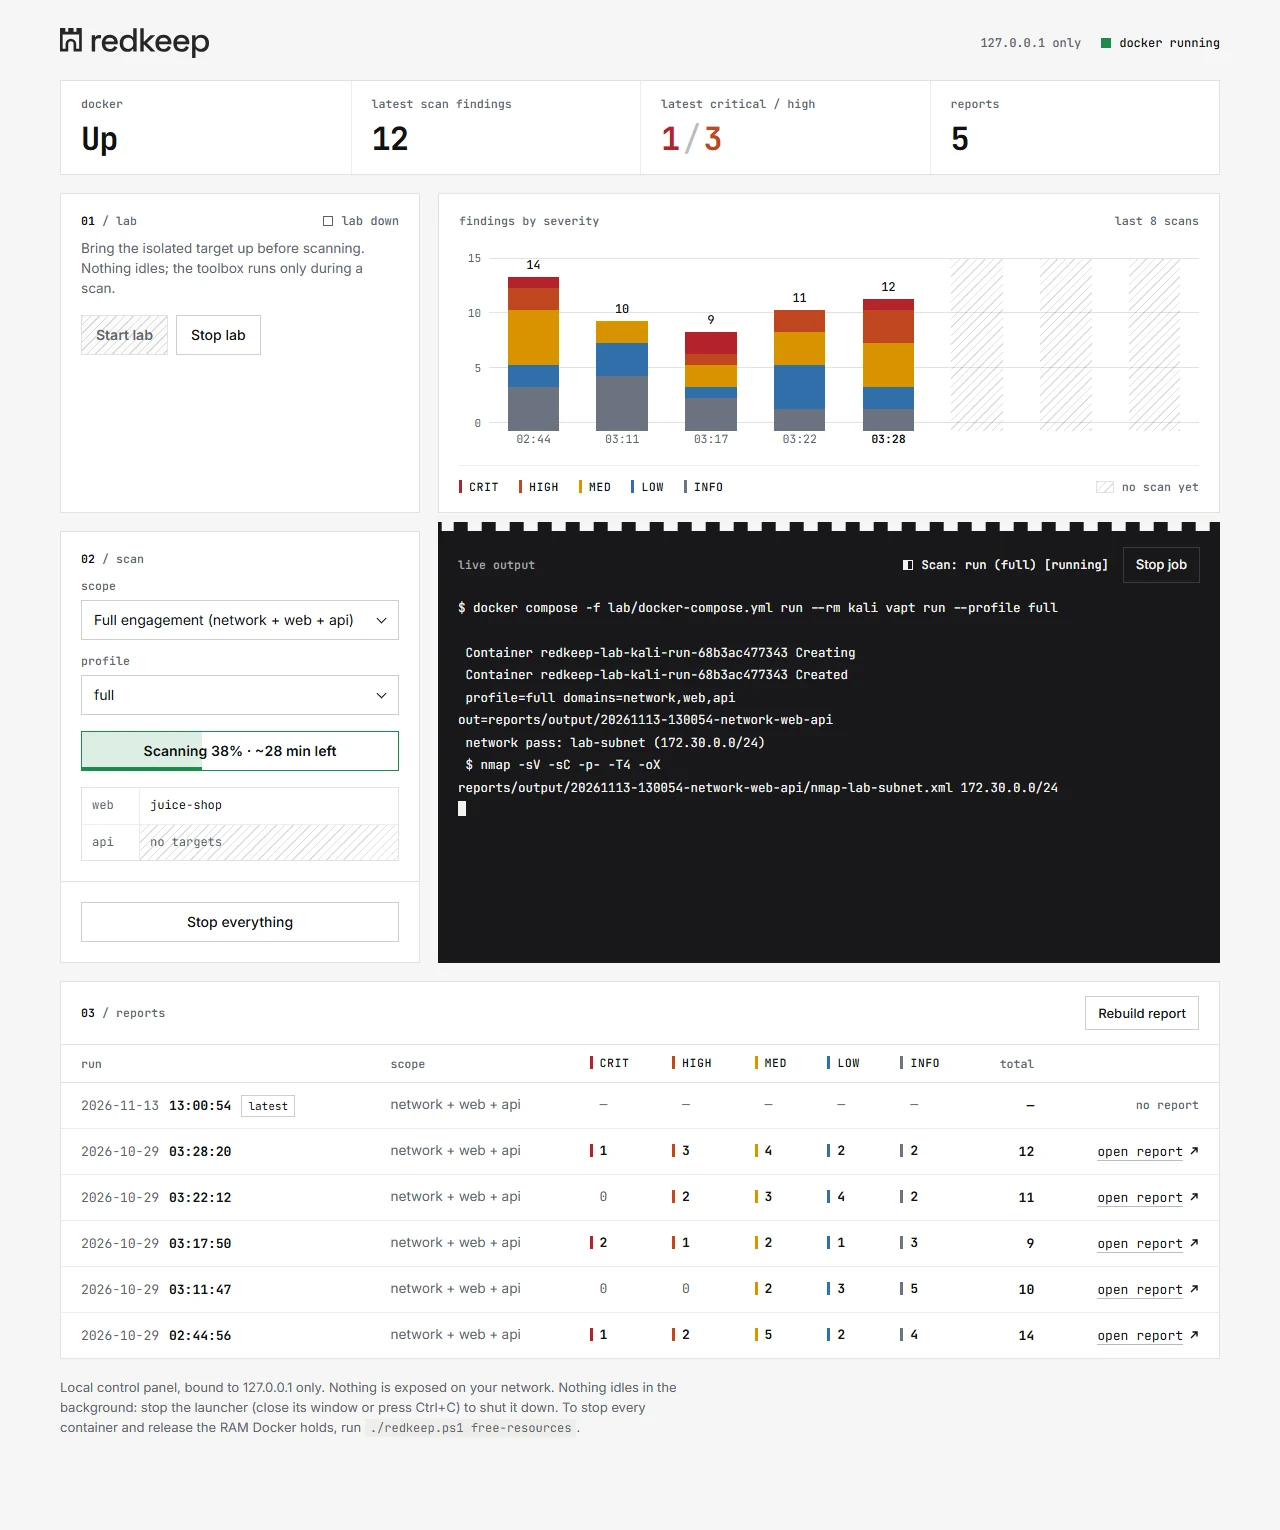 redkeep
127.0.0.1 only docker running
docker
Up
latest scan findings
12
latest critical / high
1/3
reports
5
01 / lab lab down
Bring the isolated target up before scanning.
Nothing idles; the toolbox runs only during a
scan.
Start lab Stop lab
findings by severity last 8 scans
15
10
5
0
14
10
9
11
12
02:44 03:11 03:17 03:22 03:28
CRIT HIGH MED LOW INFO no scan yet
02 / scan
scope
Full engagement (network + web + api)
profile
full
Scanning 38% · ~28 min left
web juice-shop
api no targets
Stop everything
live output Scan: run (full) [running] Stop job
$ docker compose -f lab/docker-compose.yml run --rm kali vapt run --profile full
Container redkeep-lab-kali-run-68b3ac477343 Creating
Container redkeep-lab-kali-run-68b3ac477343 Created
profile=full domains=network,web,api
out=reports/output/20261113-130054-network-web-api
network pass: lab-subnet (172.30.0.0/24)
$ nmap -sV -sC -p- -T4 -oX
reports/output/20261113-130054-network-web-api/nmap-lab-subnet.xml 172.30.0.0/24
03 / reports Rebuild report
run scope CRIT HIGH MED LOW INFO total
2026-11-13 13:00:54 latest network + web + api — — — — — — no report
2026-10-29 03:28:20 network + web + api 1 3 4 2 2 12 open report ↗
2026-10-29 03:22:12 network + web + api 0 2 3 4 2 11 open report ↗
2026-10-29 03:17:50 network + web + api 2 1 2 1 3 9 open report ↗
2026-10-29 03:11:47 network + web + api 0 0 2 3 5 10 open report ↗
2026-10-29 02:44:56 network + web + api 1 2 5 2 4 14 open report ↗
Local control panel, bound to 127.0.0.1 only. Nothing is exposed on your network. Nothing idles in the
background: stop the launcher (close its window or press Ctrl+C) to shut it down. To stop every
container and release the RAM Docker holds, run ./redkeep.ps1 free-resources .